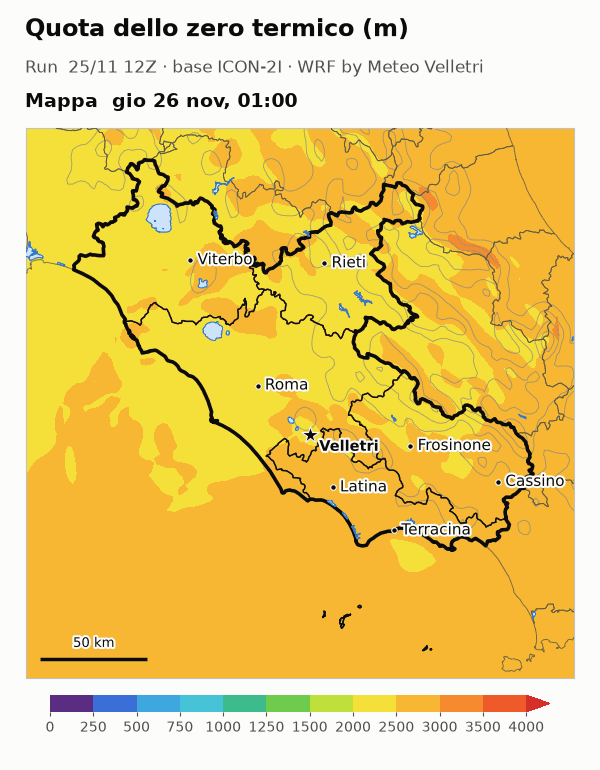 Quota dello zero termico (m)
Run  25/11 12Z · base ICON-2I · WRF by Meteo Velletri
Mappa  gio 26 nov, 01:00
Viterbo
Rieti
Roma
Velletri
Frosinone
Latina
Cassino
Terracina
50 km
0 250 500 750 1000 1250 1500 2000 2500 3000 3500 4000